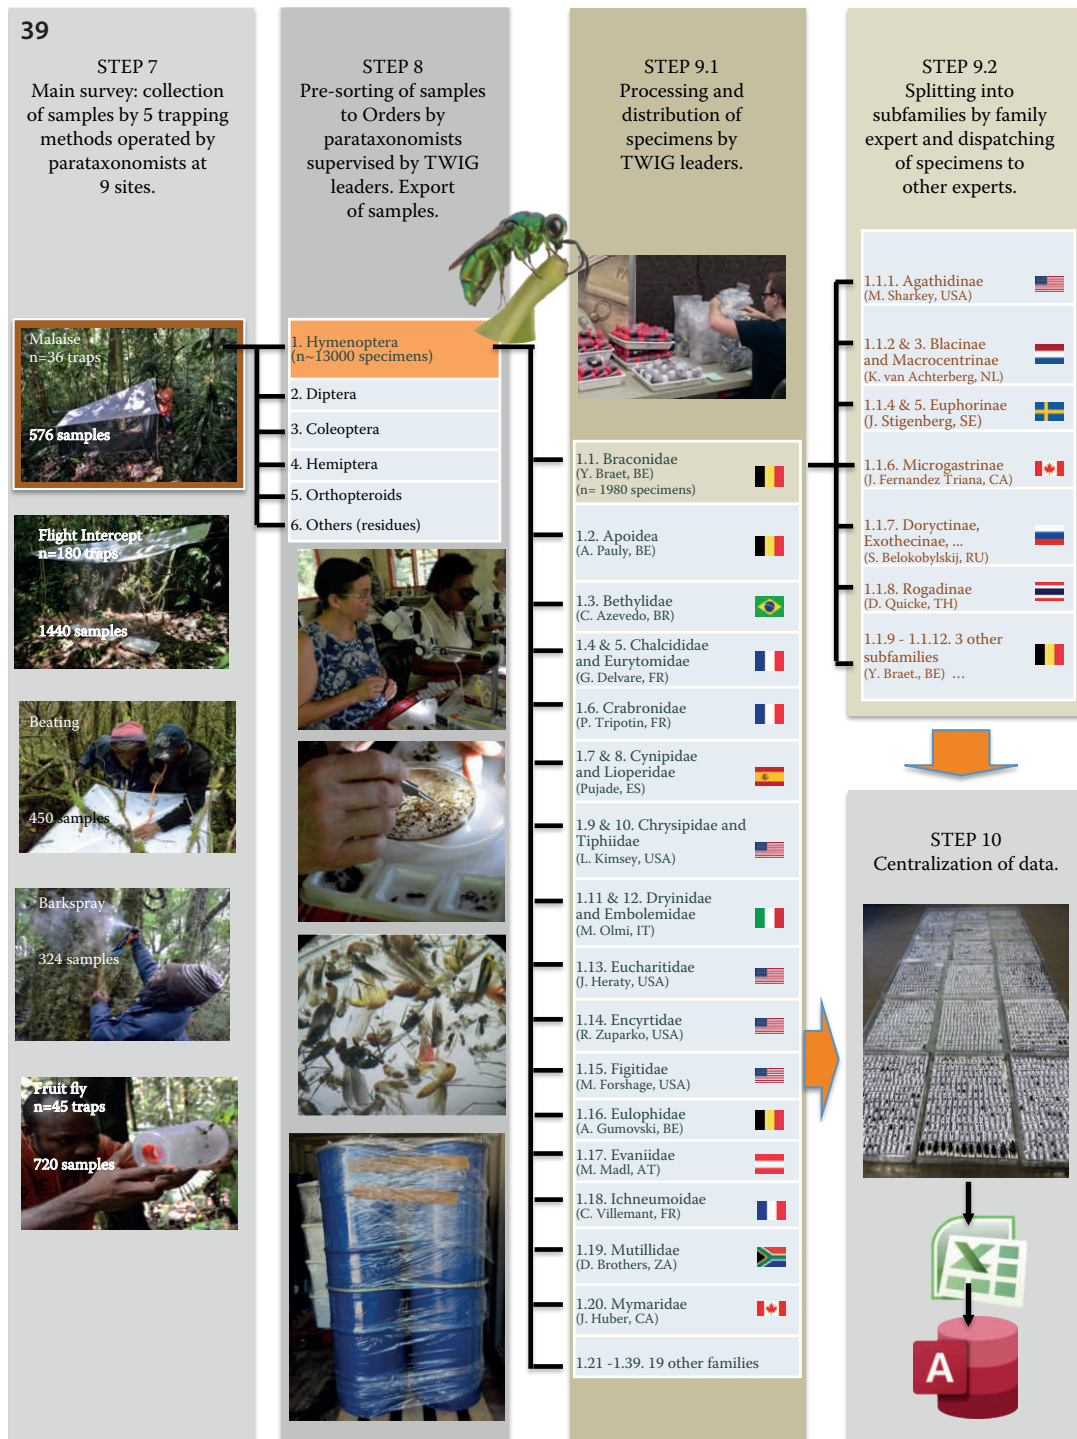 39
STEP 7
Main survey: collection
of samples by 5 trapping
methods operated by
parataxonomists at
9 sites.
Malaise
n=36 traps
576 samples
Flight Intercept
n=180 traps
1440 samples
Beating
450 samples
Barkspray
324 samples
Fruit fly
n=45 traps
720 samples
STEP 8
Pre-sorting of samples
to Orders by
parataxonomists
supervised by TWIG
leaders. Export
of samples.
1. Hymenoptera
(n~13000 specimens)
2. Diptera
3. Coleoptera
4. Hemiptera
5. Orthopteroids
6. Others (residues)
STEP 9.1
Processing and
distribution of
specimens by
TWIG leaders.
1.1. Braconidae
(Y. Braet, BE)
(n= 1980 specimens)
1.2. Apoidea
(A. Pauly, BE)
1.3. Bethylidae
(C. Azevedo, BR)
1.4 & 5. Chalcididae
and Eurytomidae
(G. Delvare, FR)
1.6. Crabronidae
(P. Tripotin, FR)
1.7 & 8. Cynipidae
and Lioperidae
(Pujade, ES)
1.9 & 10. Chrysipidae and
Tiphiidae
(L. Kimsey, USA)
1.11 & 12. Dryinidae
and Embolemidae
(M. Olmi, IT)
1.13. Eucharitidae
(J. Heraty, USA)
1.14. Encyrtidae
(R. Zuparko, USA)
1.15. Figitidae
(M. Forshage, USA)
1.16. Eulophidae
(A. Gumovski, BE)
1.17. Evaniidae
(M. Madl, AT)
1.18. Ichneumoidae
(C. Villemant, FR)
1.19. Mutillidae
(D. Brothers, ZA)
1.20. Mymaridae
(J. Huber, CA)
1.21 -1.39. 19 other families
STEP 9.2
Splitting into
subfamilies by family
expert and dispatching
of specimens to
other experts.
1.1.1. Agathidinae
(M. Sharkey, USA)
1.1.2 & 3. Blacinae
and Macrocentrinae
(K. van Achterberg, NL)
1.1.4 & 5. Euphorinae
(J. Stigenberg, SE)
1.1.6. Microgastrinae
(J. Fernandez Triana, CA)
1.1.7. Doryctinae,
Exothecinae, ...
(S. Belokobylskij, RU)
1.1.8. Rogadinae
(D. Quicke, TH)
1.1.9 - 1.1.12. 3 other
subfamilies
(Y. Braet., BE) ...
STEP 10
Centralization of data.
X
A